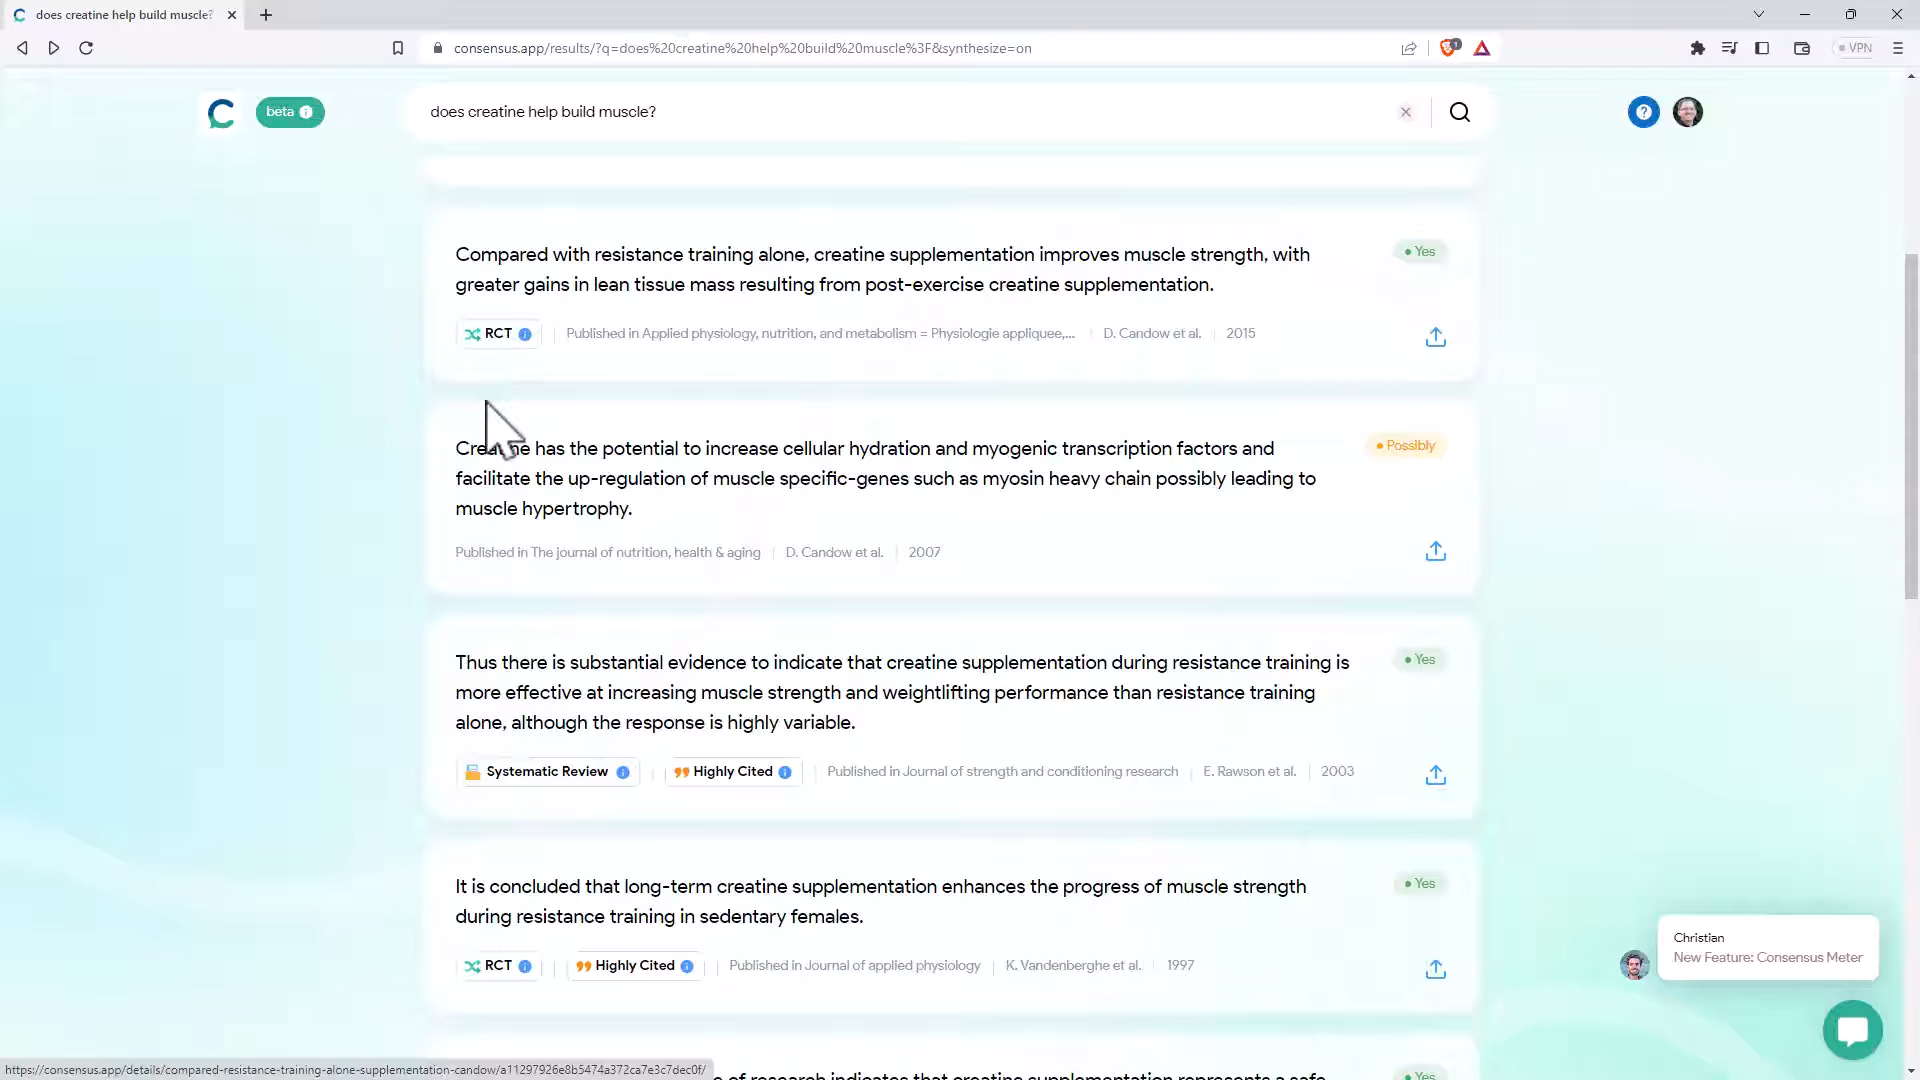 does creatine help build muscle?
consensus.app/results/?q=does%20creatine%20help%20build%20muscle%3F&synthesize=on
VPN
beta
does creatine help build muscle?
Compared with resistance training alone, creatine supplementation improves muscle strength, with
greater gains in lean tissue mass resulting from post-exercise creatine supplementation.
Yes
RCT
Published in Applied physiology, nutrition, and metabolism = Physiologie appliquee,...
D. Candow et al.
2015
Creatine has the potential to increase cellular hydration and myogenic transcription factors and
facilitate the up-regulation of muscle specific-genes such as myosin heavy chain possibly leading to
muscle hypertrophy.
Possibly
Published in The journal of nutrition, health & aging
D. Candow et al.
2007
Thus there is substantial evidence to indicate that creatine supplementation during resistance training is
more effective at increasing muscle strength and weightlifting performance than resistance training
alone, although the response is highly variable.
Yes
Systematic Review
Highly Cited
Published in Journal of strength and conditioning research
E. Rawson et al.
2003
It is concluded that long-term creatine supplementation enhances the progress of muscle strength
during resistance training in sedentary females.
Yes
RCT
Highly Cited
Published in Journal of applied physiology
K. Vandenberghe et al.
1997
Christian
New Feature: Consensus Meter
https://consensus.app/details/compared-resistance-training-alone-supplementation-candow/a11297926e8b5474a372ca7e3c7dec0f/
of research indicates that creatine supplementation represents a safe
Yes